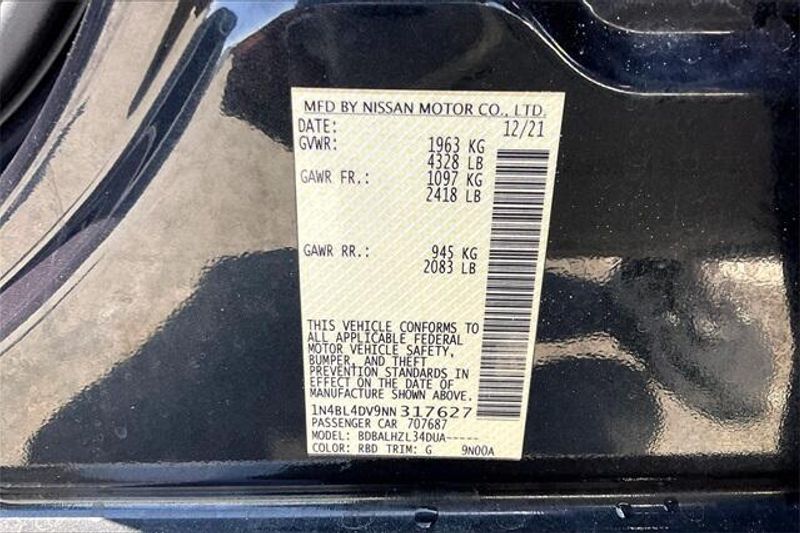 MFD BY NISSAN MOTOR CO., LTD.
DATE: 12/21
GVWR: 1963 KG
4328 LB
GAWR FR.: 1097 KG
2418 LB
GAWR RR.: 945 KG
2083 LB
THIS VEHICLE CONFORMS TO
ALL APPLICABLE FEDERAL
MOTOR VEHICLE SAFETY,
BUMPER, AND THEFT
PREVENTION STANDARDS IN
EFFECT ON THE DATE OF
MANUFACTURE SHOWN ABOVE.
1N4BL4DV9NN317627
PASSENGER CAR 707687
MODEL: BDBALHZL34DUA-----
COLOR: RBD TRIM: G 9N00A